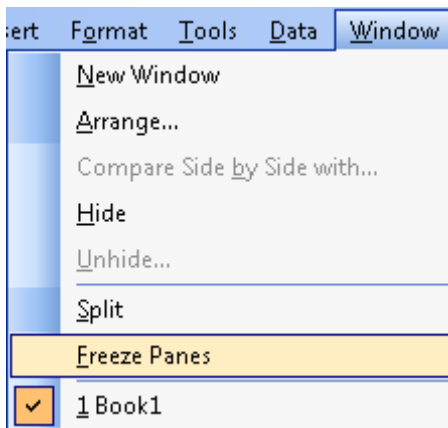 ert Format Tools Data Window
New Window
Arrange...
Compare Side by Side with...
Hide
Unhide...
Split
Freeze Panes
1 Book1